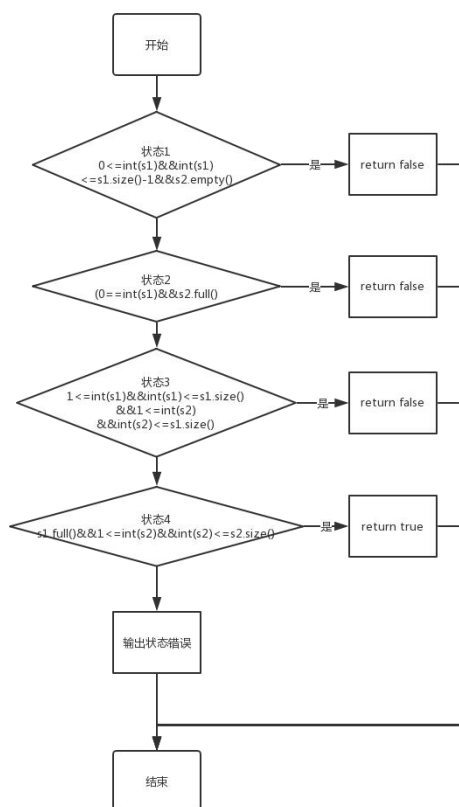 开始
状态1
0<=int(s1)&&int(s1)
<=s1.size()-1&&s2.empty()
是
return false
状态2
(0==int(s1)&&s2.full()
是
return false
状态3
1<=int(s1)&&int(s1)<=s1.size()
&&1<=int(s2)
&&int(s2)<=s1.size()
是
return false
状态4
s1.full()&&1<=int(s2)&&int(s2)<=s2.size()
是
return true
输出状态错误
结束